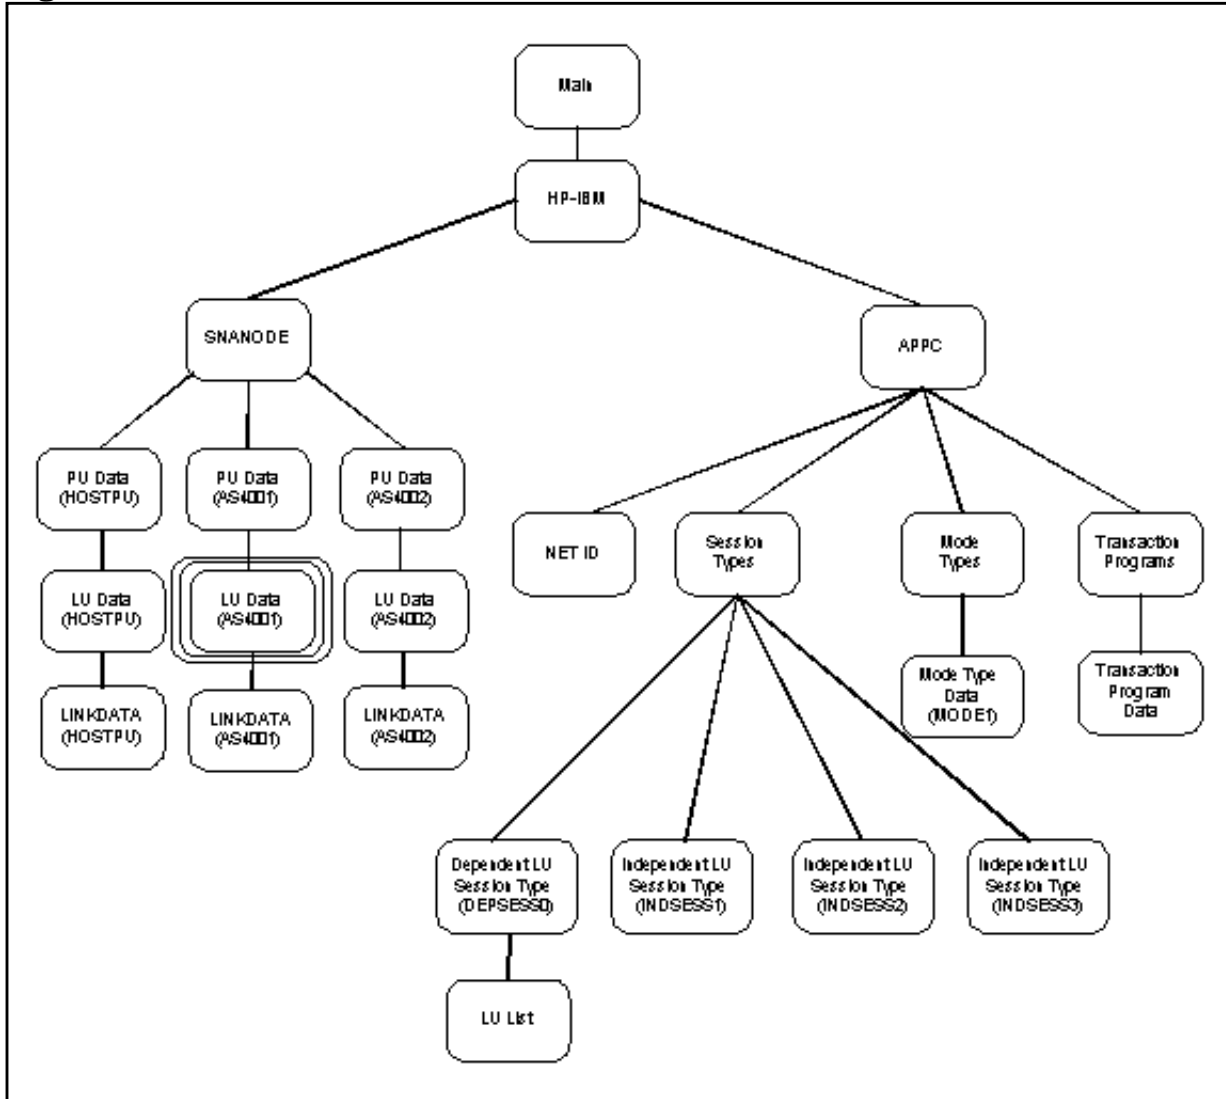 Main
HP-IBM
SNANODE
APPC
PU Data
(HOSTPU)
PU Data
(AS4001)
PU Data
(AS4002)
NET ID
Session
Types
Mode
Types
Transaction
Programs
LU Data
(HOSTPU)
LU Data
(AS4001)
LU Data
(AS4002)
LINKDATA
(HOSTPU)
LINKDATA
(AS4001)
LINKDATA
(AS4002)
Mode Type
Data
(MODE1)
Transaction
Program
Data
Dependent LU
Session Type
(DEPSESS0)
Independent LU
Session Type
(INDSESS1)
Independent LU
Session Type
(INDSESS2)
Independent LU
Session Type
(INDSESS3)
LU List